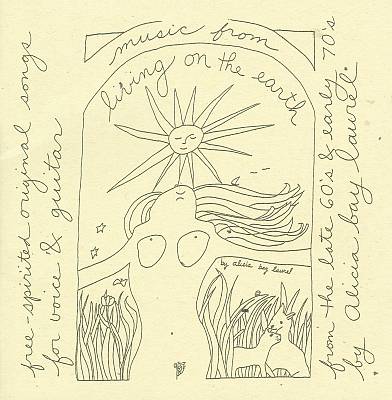 music from
living on the earth
free-spirited original songs
for voice & guitar
by alicia bay laurel
from the late 60's & early 70's
by Alicia bay laurel.